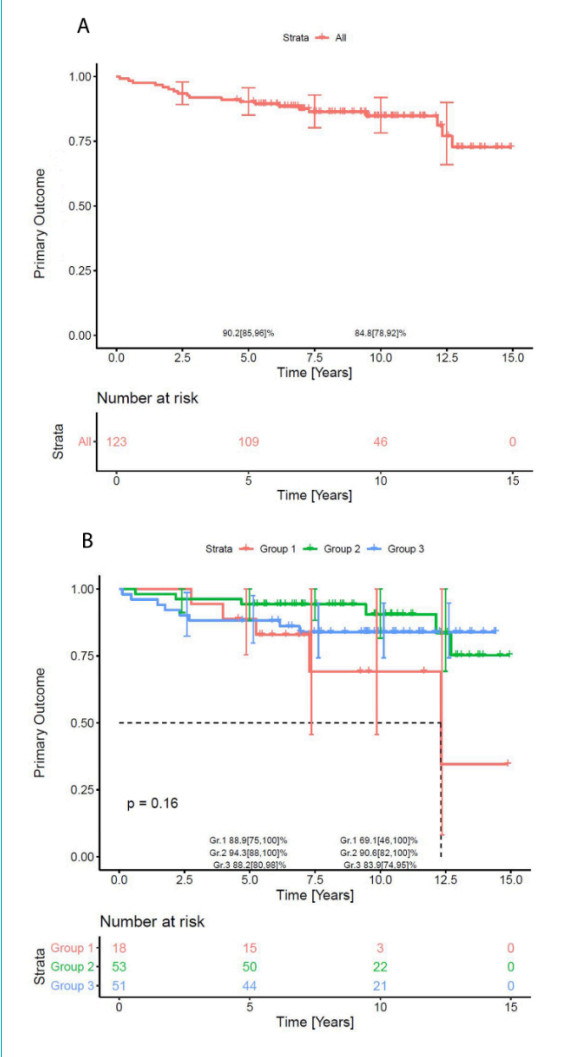 A
Strata All
1.00
0.75
0.50
0.25
0.00
Primary Outcome
90.2[85,96]% 84.8[78,92]%
0.0 2.5 5.0 7.5 10.0 12.5 15.0
Time [Years]
Number at risk
Strata
All 123 109 46 0
0 5 10 15
Time [Years]
B
Strata Group 1 Group 2 Group 3
1.00
0.75
0.50
0.25
0.00
Primary Outcome
p = 0.16
Gr.1 88.9[75,100]% Gr.1 69.1[46,100]%
Gr.2 94.3[88,100]% Gr.2 90.6[82,100]%
Gr.3 88.2[80,98]% Gr.3 83.9[74,95]%
0.0 2.5 5.0 7.5 10.0 12.5 15.0
Time [Years]
Number at risk
Strata
Group 1 18 15 3 0
Group 2 53 50 22 0
Group 3 51 44 21 0
0 5 10 15
Time [Years]